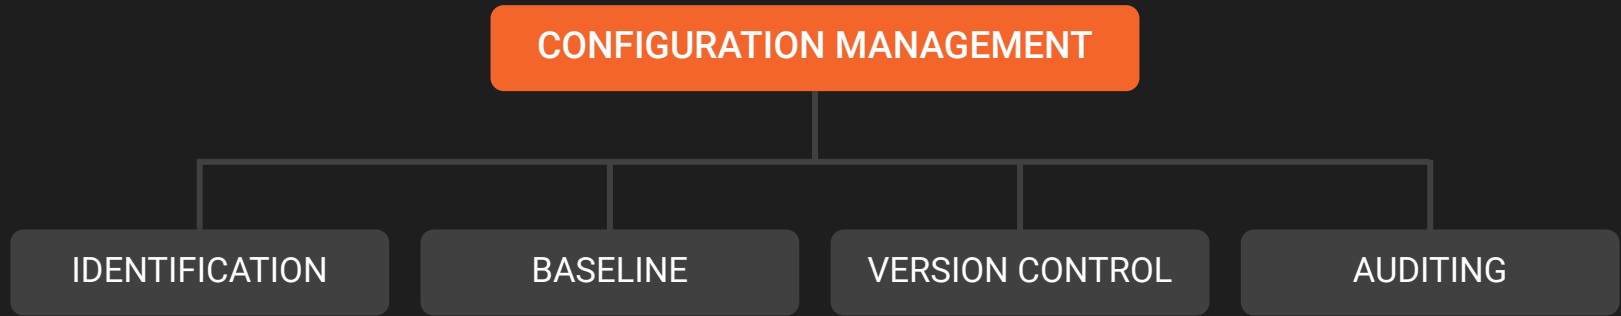 CONFIGURATION MANAGEMENT
IDENTIFICATION
BASELINE
VERSION CONTROL
AUDITING